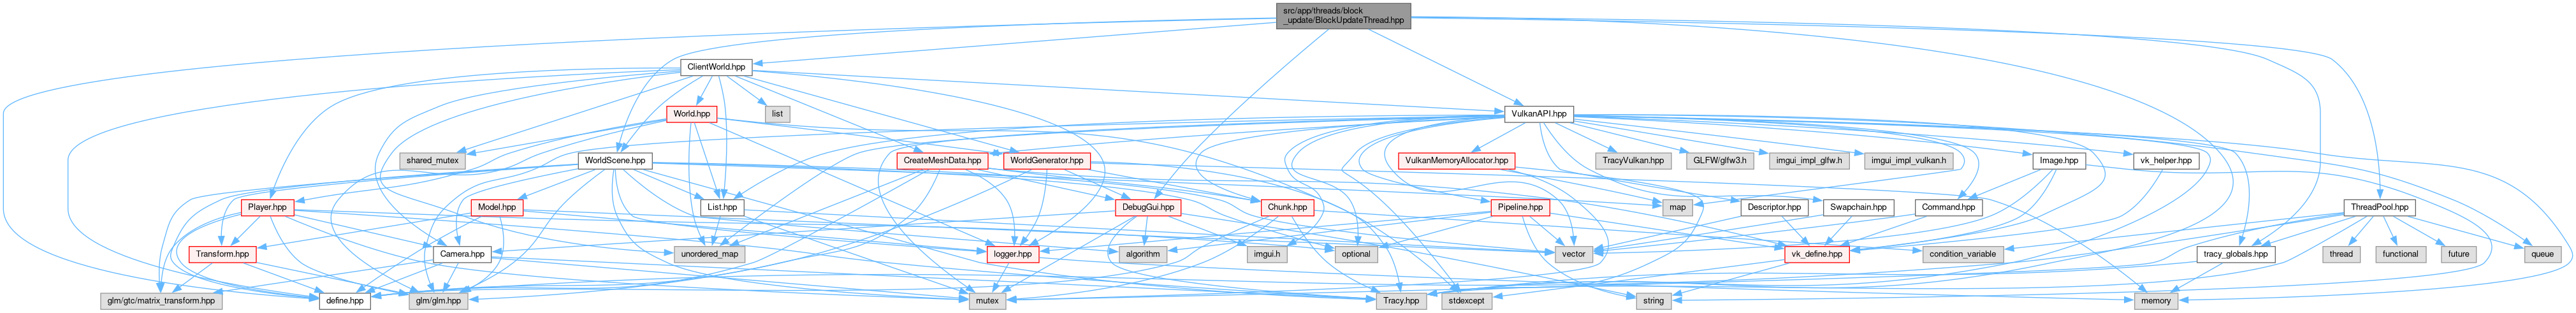 src/app/threads/block
_update/BlockUpdateThread.hpp
ClientWorld.hpp
World.hpp
list
VulkanAPI.hpp
shared_mutex
WorldScene.hpp
CreateMeshData.hpp
WorldGenerator.hpp
VulkanMemoryAllocator.hpp
TracyVulkan.hpp
GLFW/glfw3.h
imgui_impl_glfw.h
imgui_impl_vulkan.h
Image.hpp
vk_helper.hpp
Player.hpp
Model.hpp
List.hpp
DebugGui.hpp
Chunk.hpp
Pipeline.hpp
map
Descriptor.hpp
Swapchain.hpp
Command.hpp
ThreadPool.hpp
Transform.hpp
Camera.hpp
unordered_map
logger.hpp
algorithm
imgui.h
optional
vector
vk_define.hpp
condition_variable
tracy_globals.hpp
thread
functional
future
queue
glm/gtc/matrix_transform.hpp
define.hpp
glm/glm.hpp
mutex
Tracy.hpp
stdexcept
string
memory